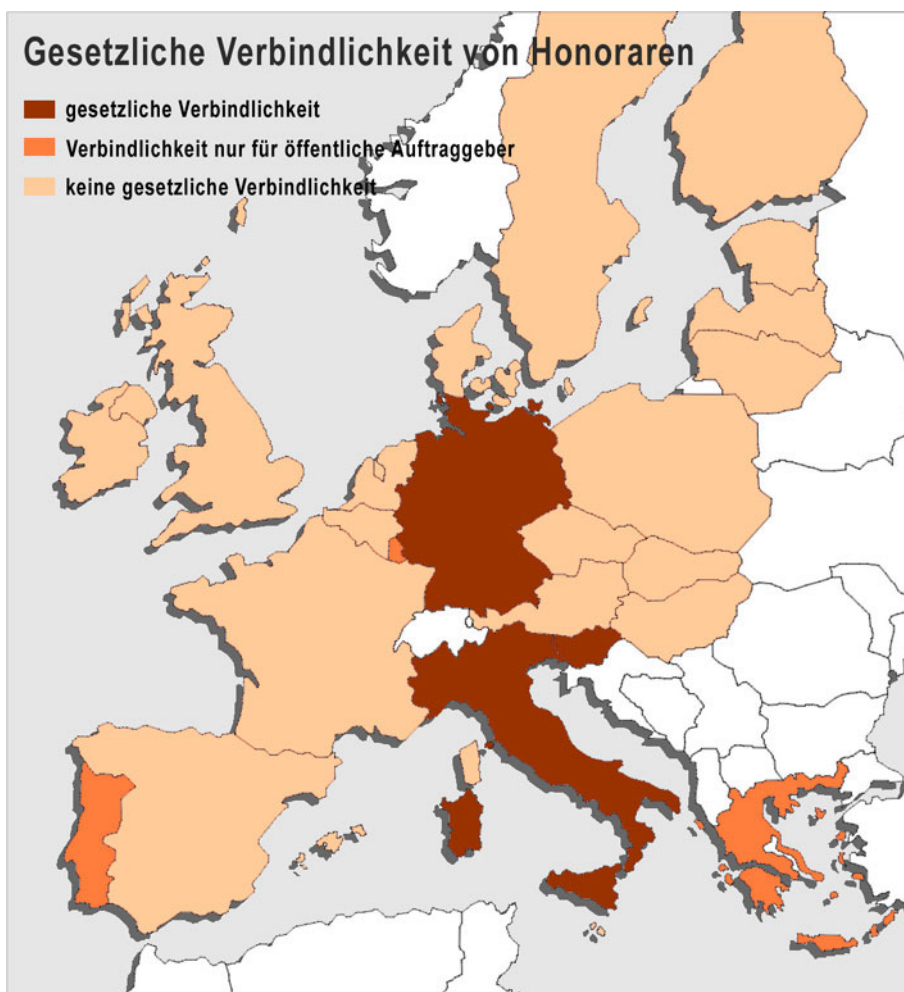 Gesetzliche Verbindlichkeit von Honoraren
gesetzliche Verbindlichkeit
Verbindlichkeit nur für öffentliche Auftraggeber
keine gesetzliche Verbindlichkeit